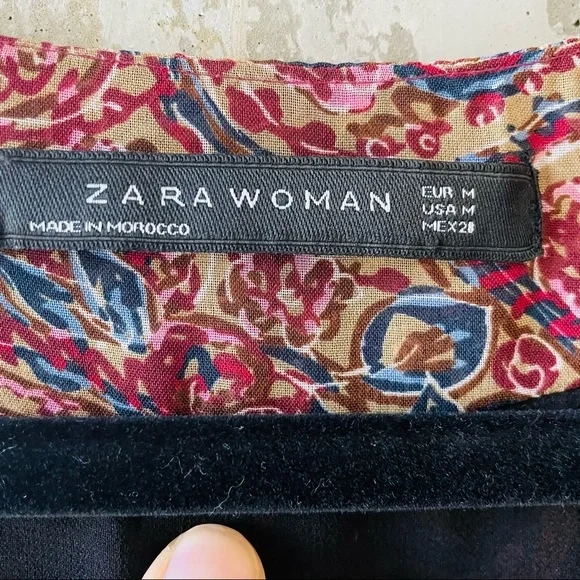 ZARA WOMAN
MADE IN MOROCCO
EUR M
USA M
MEX 28